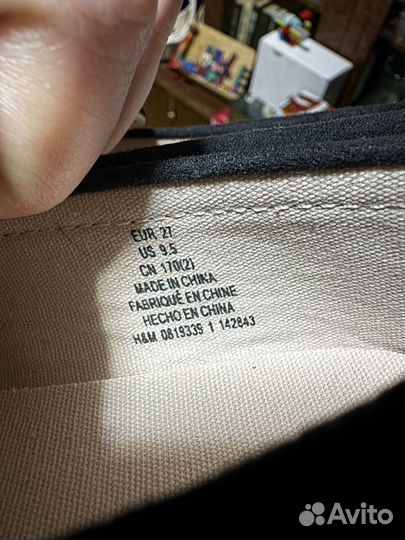 EUR 27
US 9.5
CN 170(2)
MADE IN CHINA
FABRIQUÉ EN CHINE
HECHO EN CHINA
H&M 0819339 1 142843
Avito